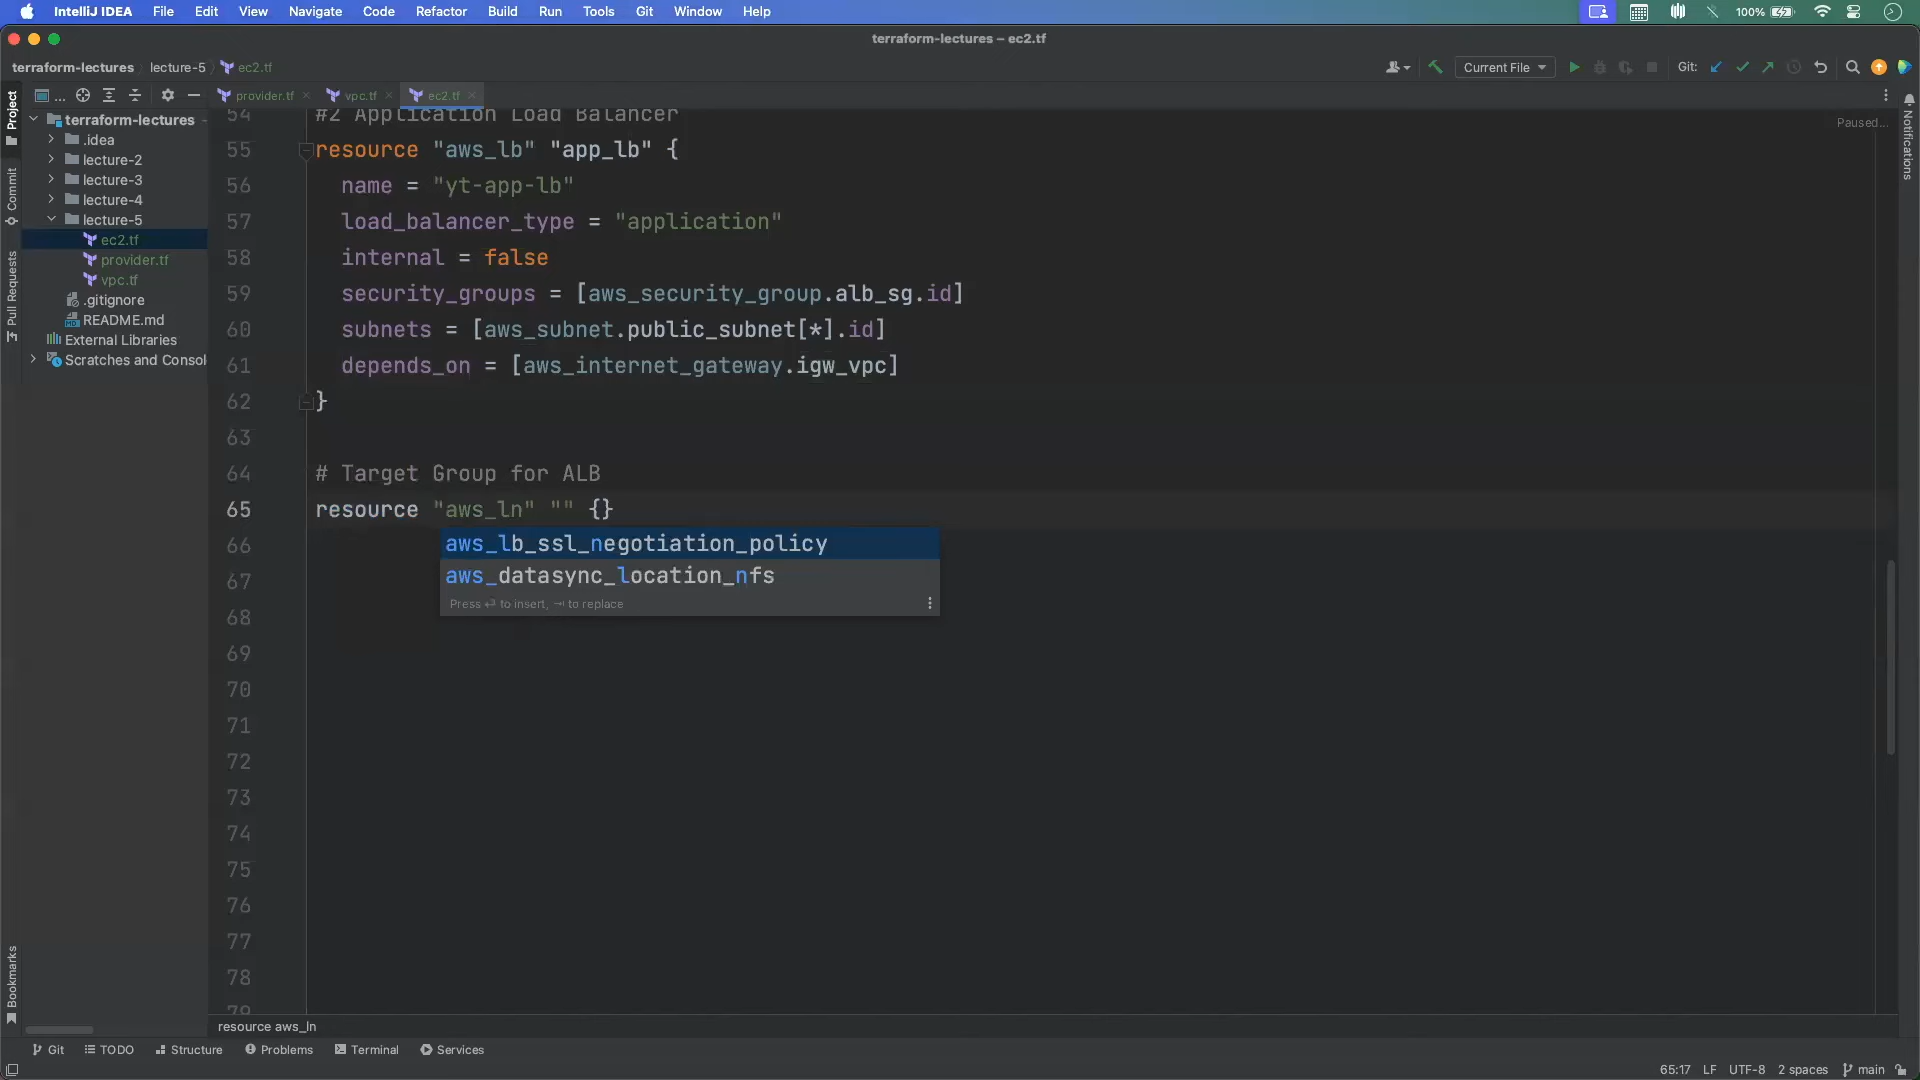 IntelliJ IDEA File Edit View Navigate Code Refactor Build Run Tools Git Window Help 100%
terraform-lectures – ec2.tf
terraform-lectures lecture-5 ec2.tf Current File Git:
Project ... provider.tf vpc.tf ec2.tf
terraform-lectures
.idea
lecture-2
lecture-3
lecture-4
lecture-5
ec2.tf
provider.tf
vpc.tf
.gitignore
README.md
External Libraries
Scratches and Consol
Commit
Pull Requests
Bookmarks
Notifications
Paused...
54 #2 Application Load Balancer
55 resource "aws_lb" "app_lb" {
56 name = "yt-app-lb"
57 load_balancer_type = "application"
58 internal = false
59 security_groups = [aws_security_group.alb_sg.id]
60 subnets = [aws_subnet.public_subnet[*].id]
61 depends_on = [aws_internet_gateway.igw_vpc]
62 }
63
64 # Target Group for ALB
65 resource "aws_ln" "" {}
66 aws_lb_ssl_negotiation_policy
67 aws_datasync_location_nfs
Press ⏎ to insert, ⇥ to replace
68
69
70
71
72
73
74
75
76
77
78
79
resource aws_ln
Git TODO Structure Problems Terminal Services
65:17 LF UTF-8 2 spaces main